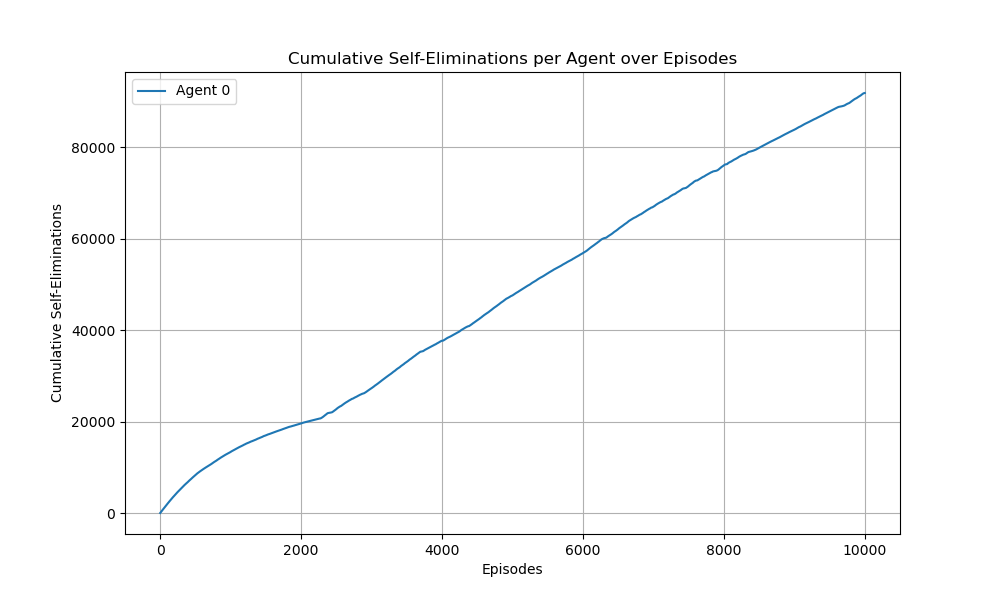 Cumulative Self-Eliminations per Agent over Episodes
Agent 0
Cumulative Self-Eliminations
80000
60000
40000
20000
0
0 2000 4000 6000 8000 10000
Episodes